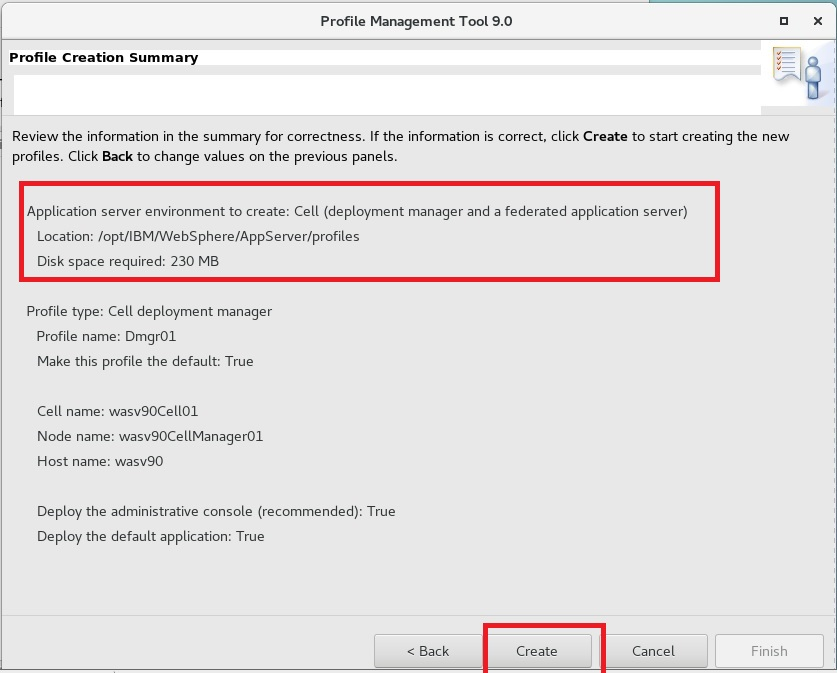 Profile Management Tool 9.0
Profile Creation Summary
Review the information in the summary for correctness. If the information is correct, click Create to start creating the new
profiles. Click Back to change values on the previous panels.
Application server environment to create: Cell (deployment manager and a federated application server)
Location: /opt/IBM/WebSphere/AppServer/profiles
Disk space required: 230 MB
Profile type: Cell deployment manager
Profile name: Dmgr01
Make this profile the default: True
Cell name: wasv90Cell01
Node name: wasv90CellManager01
Host name: wasv90
Deploy the administrative console (recommended): True
Deploy the default application: True
< Back Create Cancel Finish